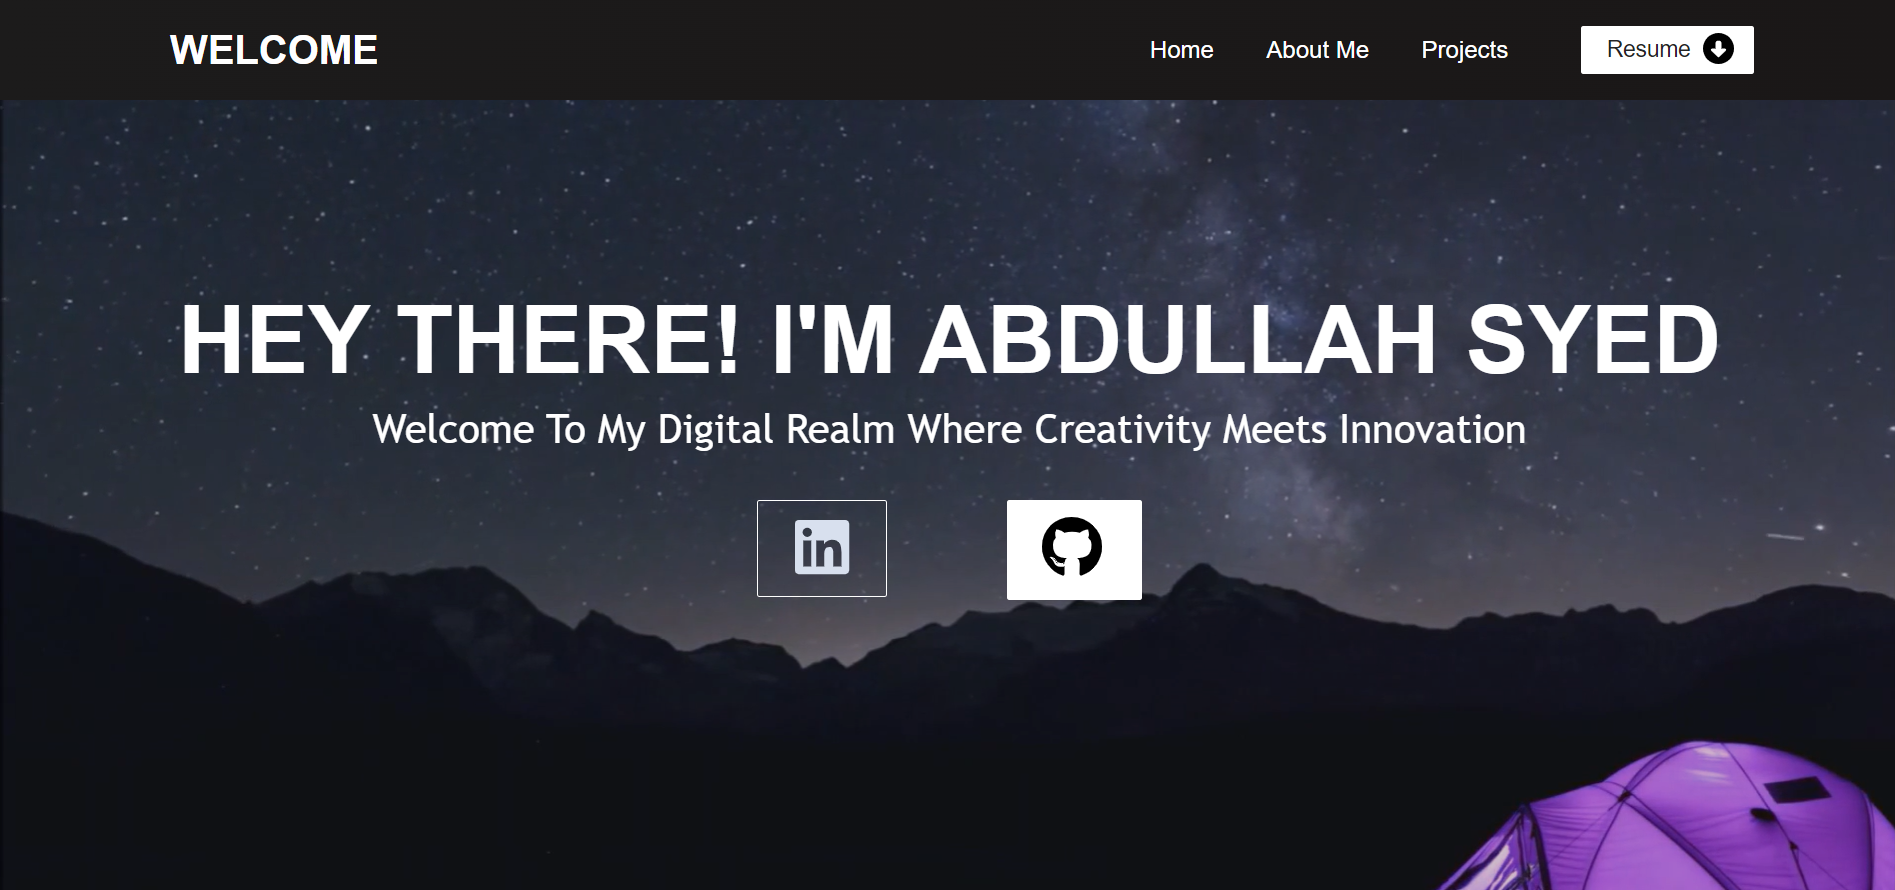 WELCOME
Home About Me Projects Resume
HEY THERE! I'M ABDULLAH SYED
Welcome To My Digital Realm Where Creativity Meets Innovation
in